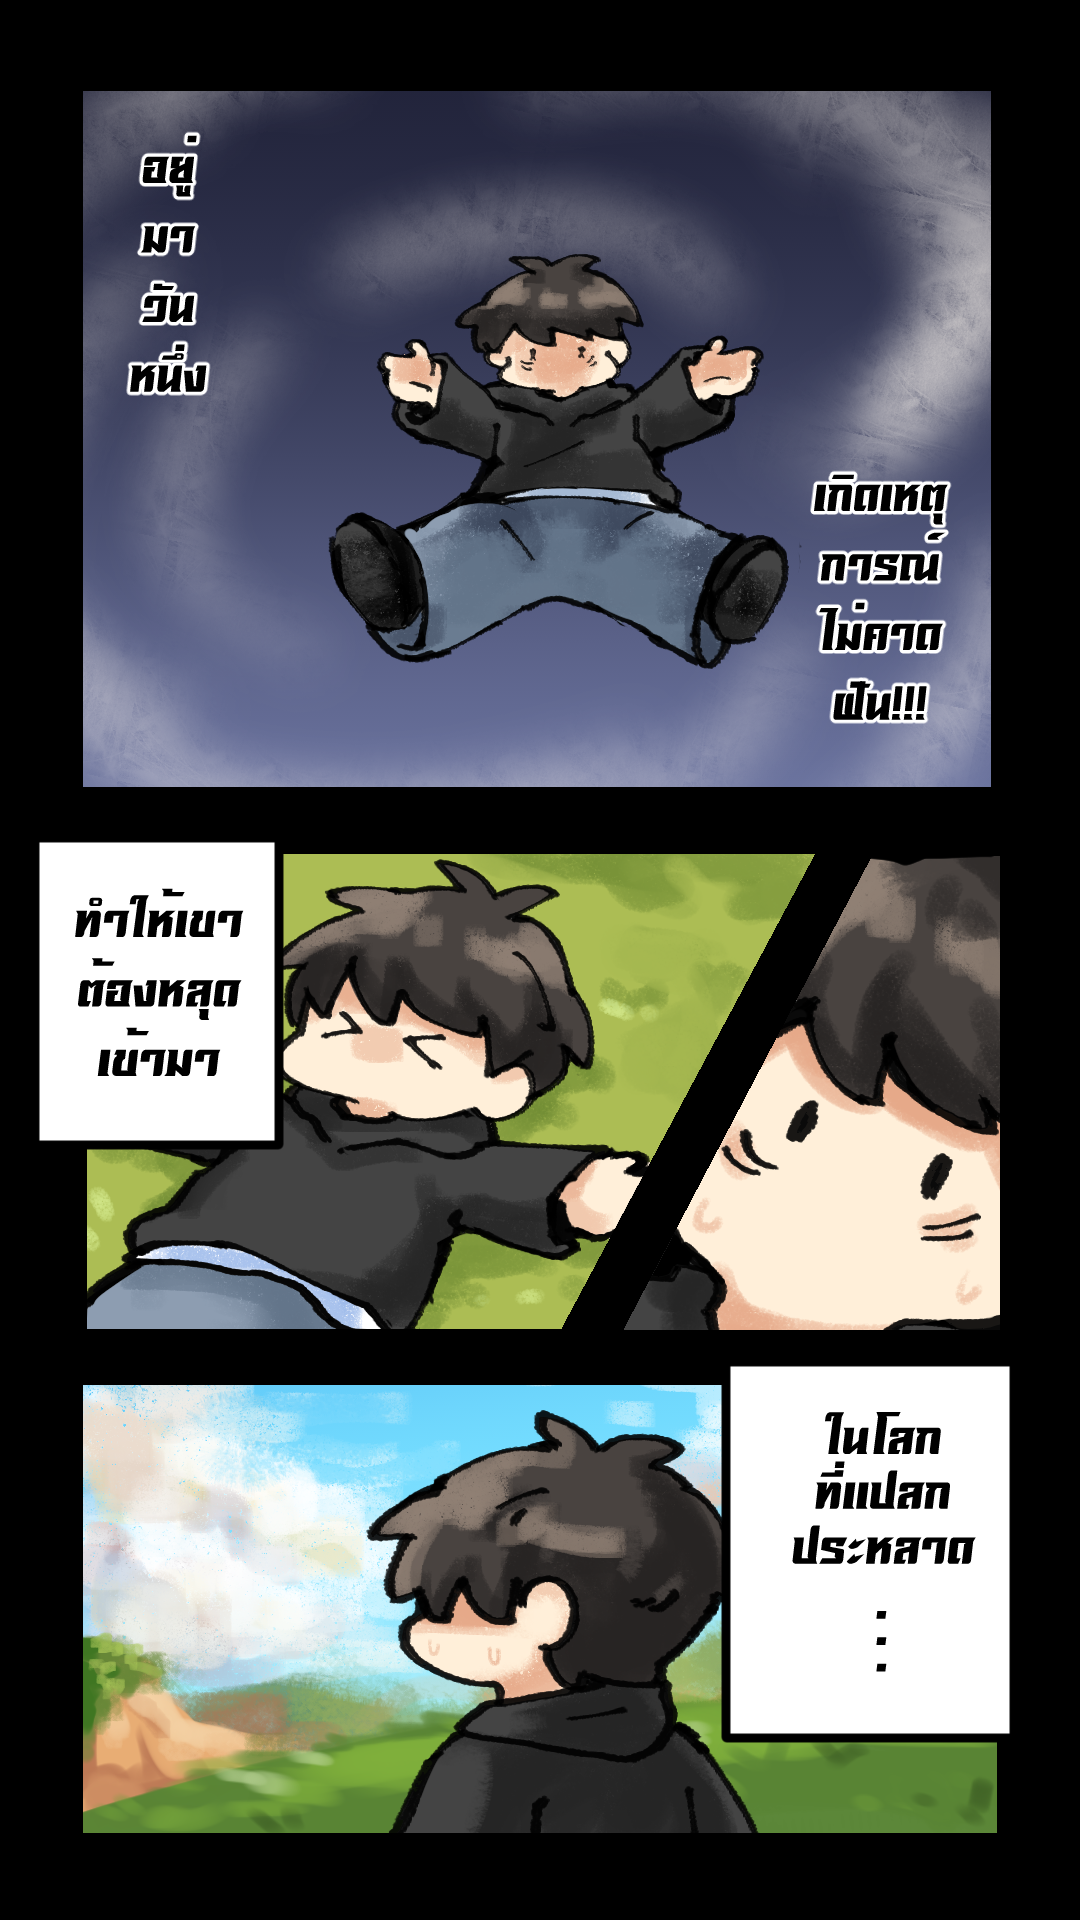 อยู่
มา
วัน
หนึ่ง
เกิดเหตุ
การณ์
ไม่คาด
ฝัน!!!
ทำให้เขา
ต้องหลุด
เข้ามา
ในโลก
ที่แปลก
ประหลาด
...